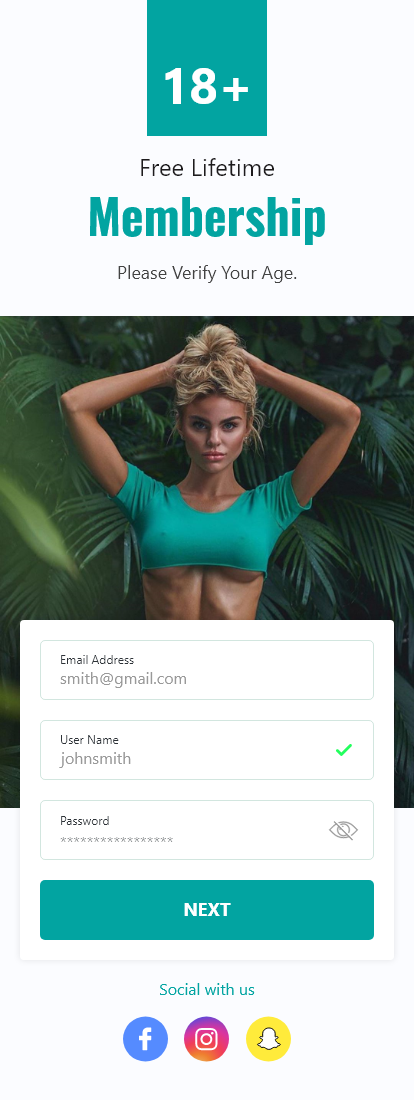 18+
Free Lifetime
Membership
Please Verify Your Age.
Email Address
smith@gmail.com
User Name
johnsmith
Password
*****************
NEXT
Social with us